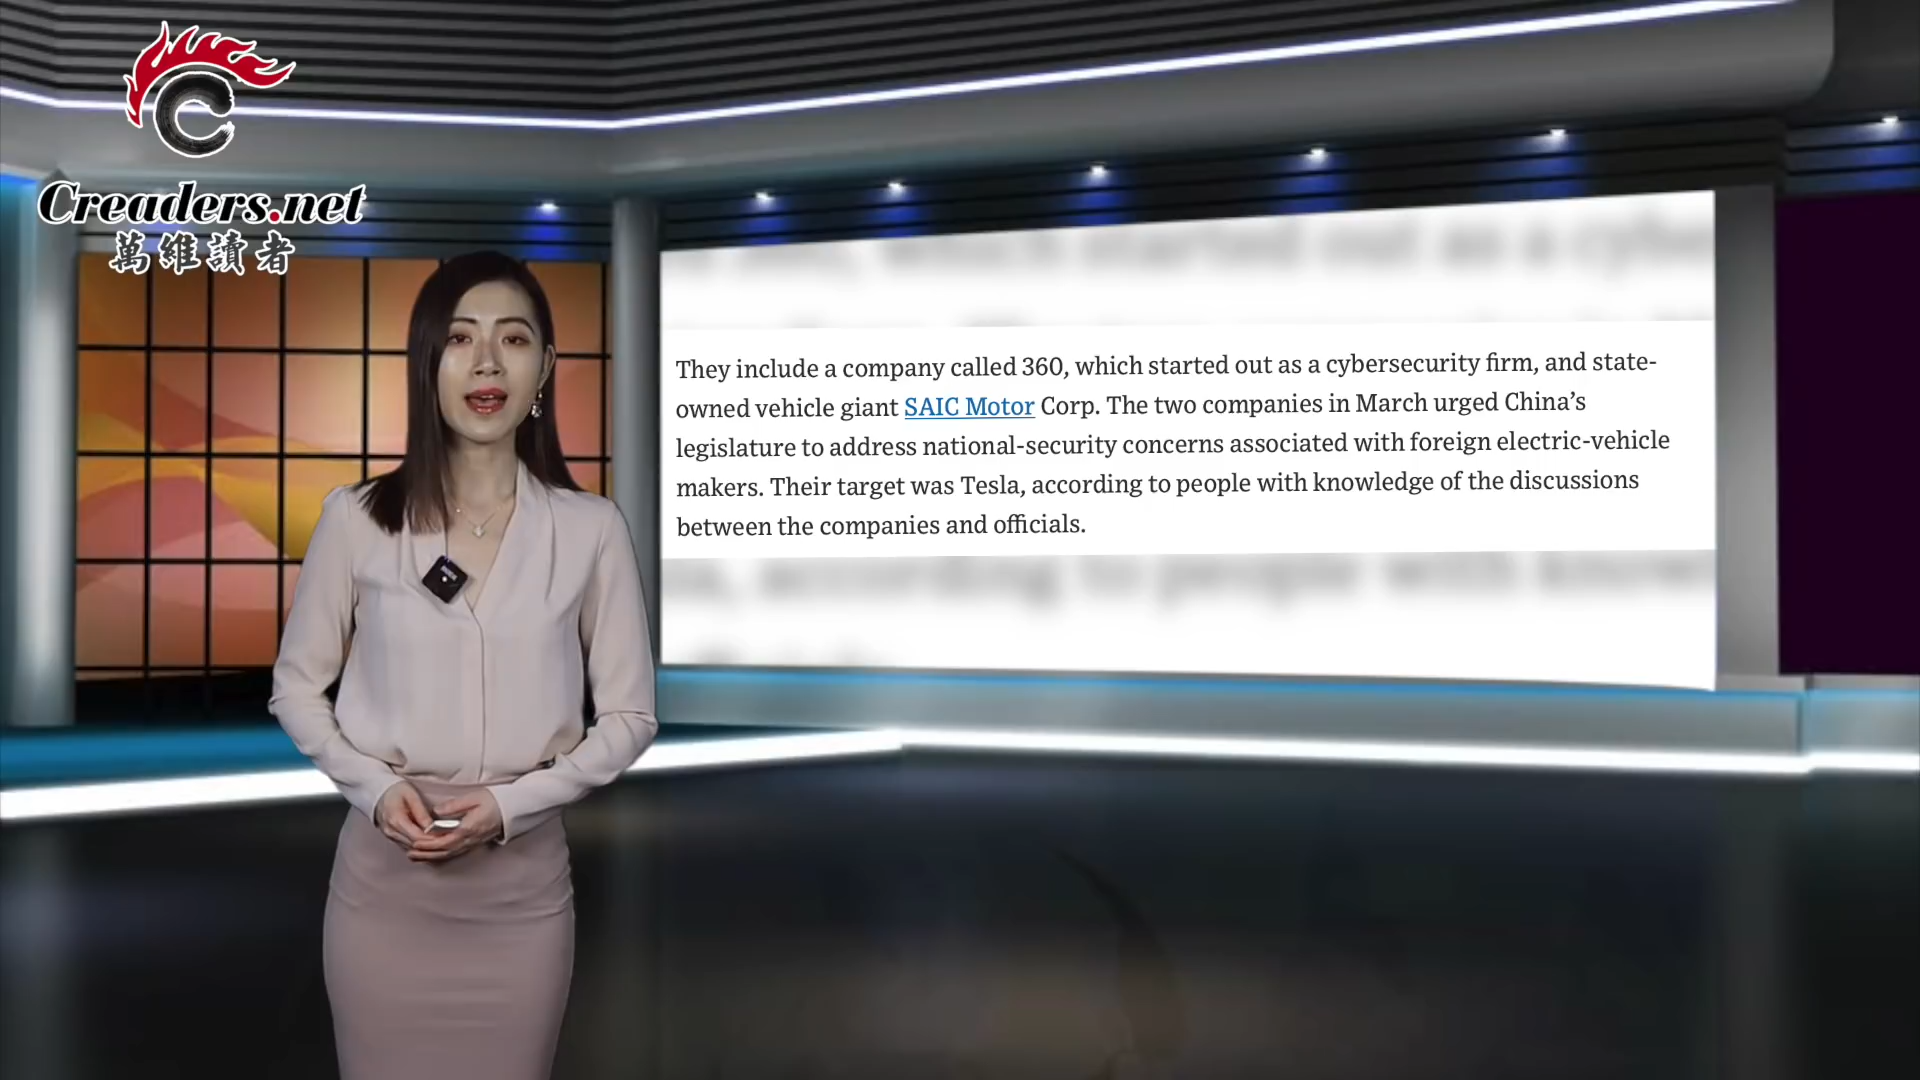 Creaders.net
萬維讀者
They include a company called 360, which started out as a cybersecurity firm, and state-
owned vehicle giant SAIC Motor Corp. The two companies in March urged China’s
legislature to address national-security concerns associated with foreign electric-vehicle
makers. Their target was Tesla, according to people with knowledge of the discussions
between the companies and officials.